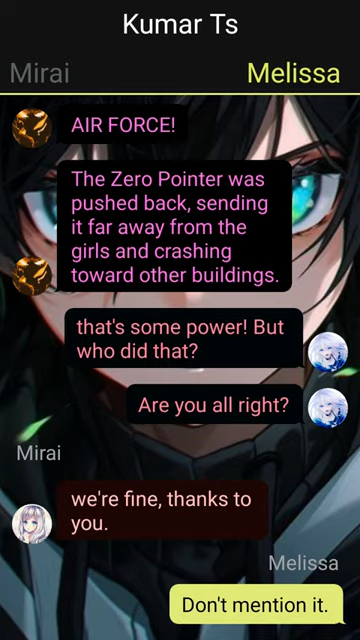 Kumar Ts
Mirai
Melissa
AIR FORCE!
The Zero Pointer was
pushed back, sending
it far away from the
girls and crashing
toward other buildings.
that's some power! But
who did that?
Are you all right?
Mirai
we're fine, thanks to
you.
Melissa
Don't mention it.